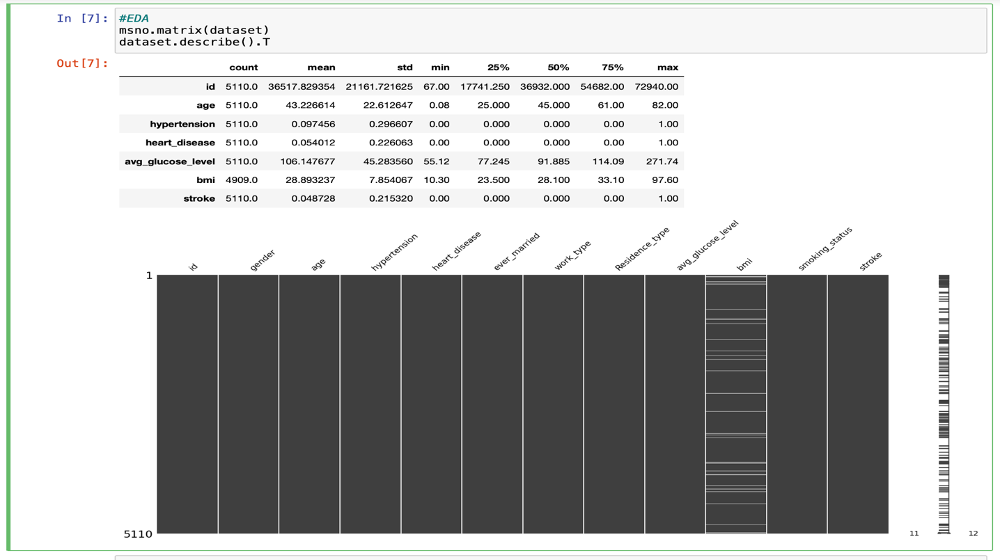 In [7]: #EDA
msno.matrix(dataset)
dataset.describe().T
Out[7]:
count mean std min 25% 50% 75% max
id 5110.0 36517.829354 21161.721625 67.00 17741.250 36932.000 54682.00 72940.00
age 5110.0 43.226614 22.612647 0.08 25.000 45.000 61.00 82.00
hypertension 5110.0 0.097456 0.296607 0.00 0.000 0.000 0.00 1.00
heart_disease 5110.0 0.054012 0.226063 0.00 0.000 0.000 0.00 1.00
avg_glucose_level 5110.0 106.147677 45.283560 55.12 77.245 91.885 114.09 271.74
bmi 4909.0 28.893237 7.854067 10.30 23.500 28.100 33.10 97.60
stroke 5110.0 0.048728 0.215320 0.00 0.000 0.000 0.00 1.00
id gender age hypertension heart_disease ever_married work_type Residence_type avg_glucose_level bmi smoking_status stroke
1
5110 11 12